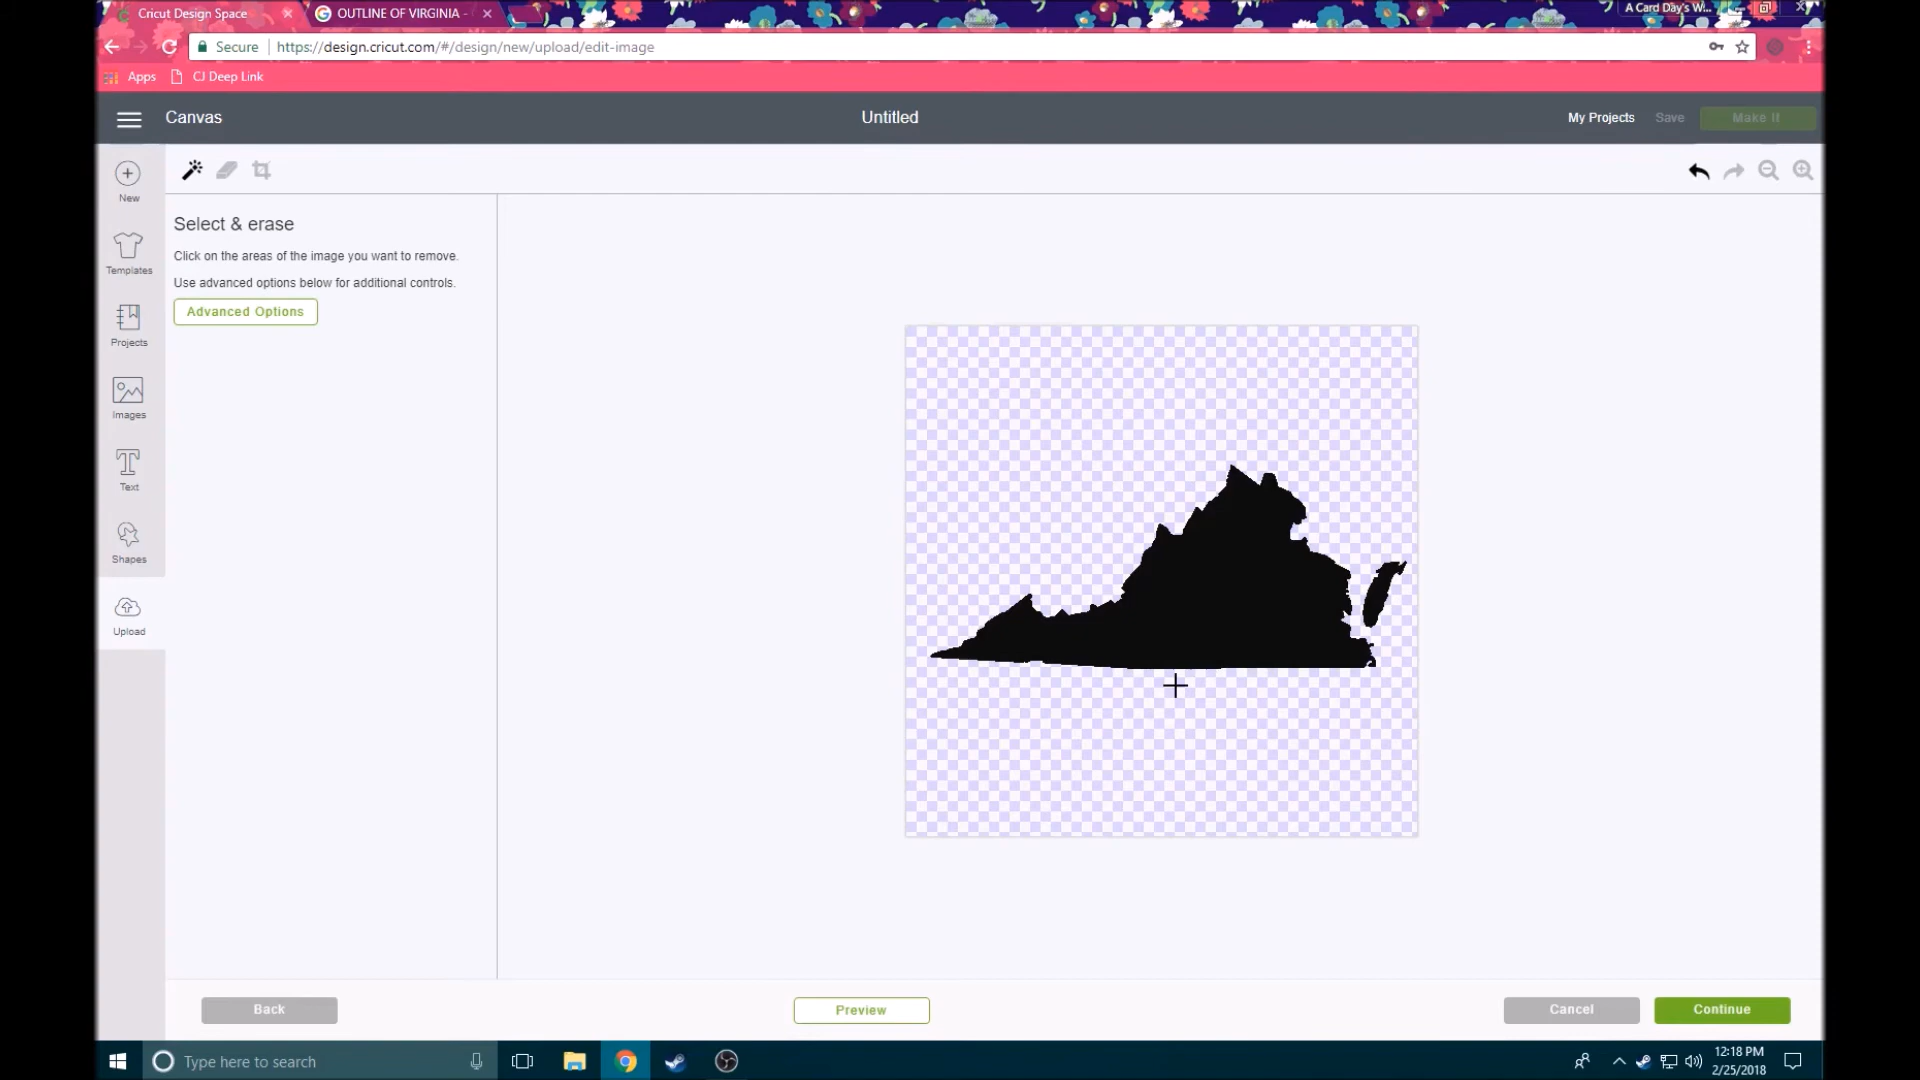 Cricut Design Space
OUTLINE OF VIRGINIA -
A Card Day's W...
Secure
https://design.cricut.com/#/design/new/upload/edit-image
Apps
CJ Deep Link
Canvas
Untitled
My Projects
Save
Make It
New
Templates
Projects
Images
Text
Shapes
Upload
Select & erase
Click on the areas of the image you want to remove.
Use advanced options below for additional controls.
Advanced Options
Back
Preview
Cancel
Continue
Type here to search
12:18 PM
2/25/2018